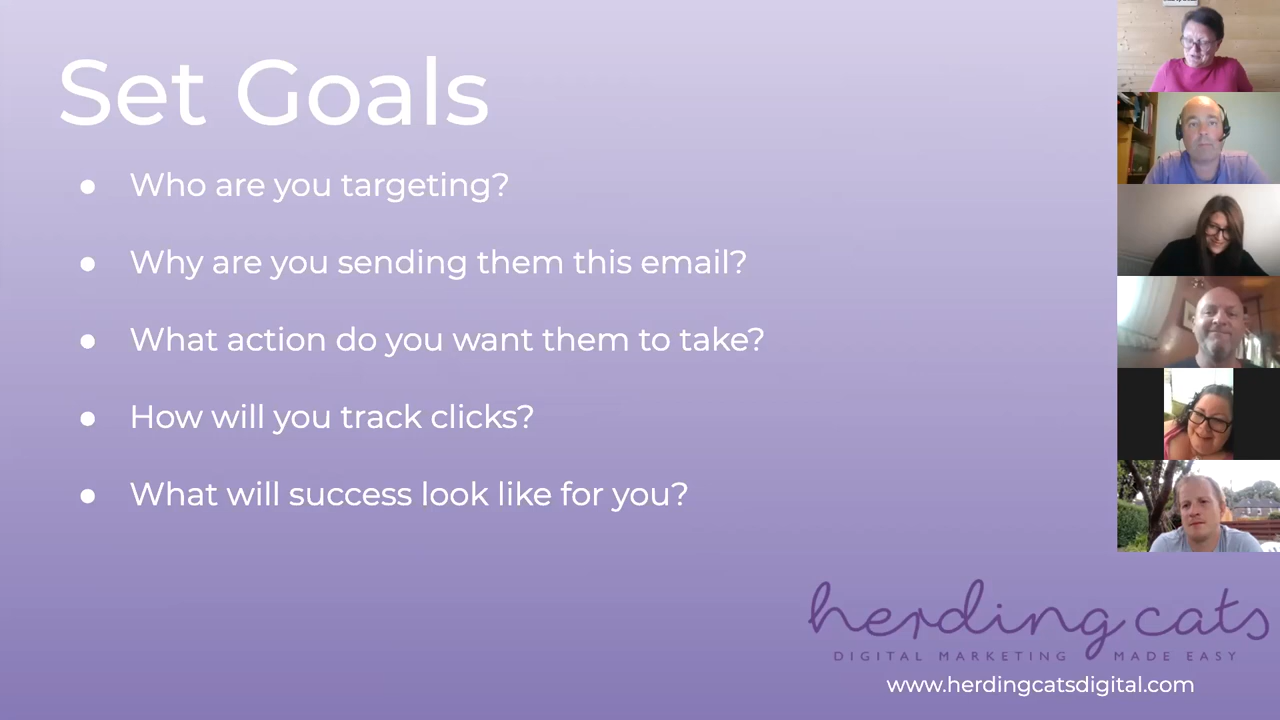 Set Goals
● Who are you targeting?
● Why are you sending them this email?
● What action do you want them to take?
● How will you track clicks?
● What will success look like for you?
herding cats
DIGITAL MARKETING MADE EASY
www.herdingcatsdigital.com